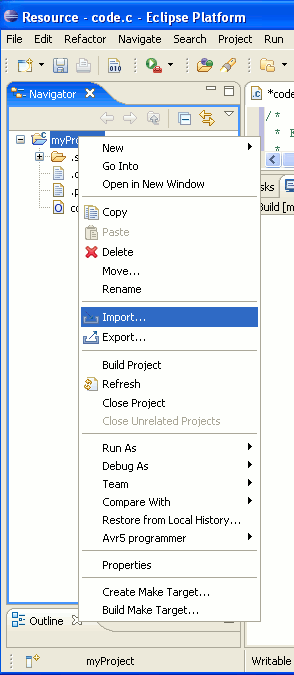 Resource - code.c - Eclipse Platform
File Edit Refactor Navigate Search Project Run
Navigator
*code
myProject
/*
.s
*
New
.c
Go Into
.p
Open in New Window
co
Copy
Paste
Delete
Build [m
Move...
Rename
Import...
Export...
Build Project
Refresh
Close Project
Close Unrelated Projects
Run As
Debug As
Team
Compare With
Restore from Local History...
Avr5 programmer
Properties
Create Make Target...
Build Make Target...
Outline
myProject
Writable